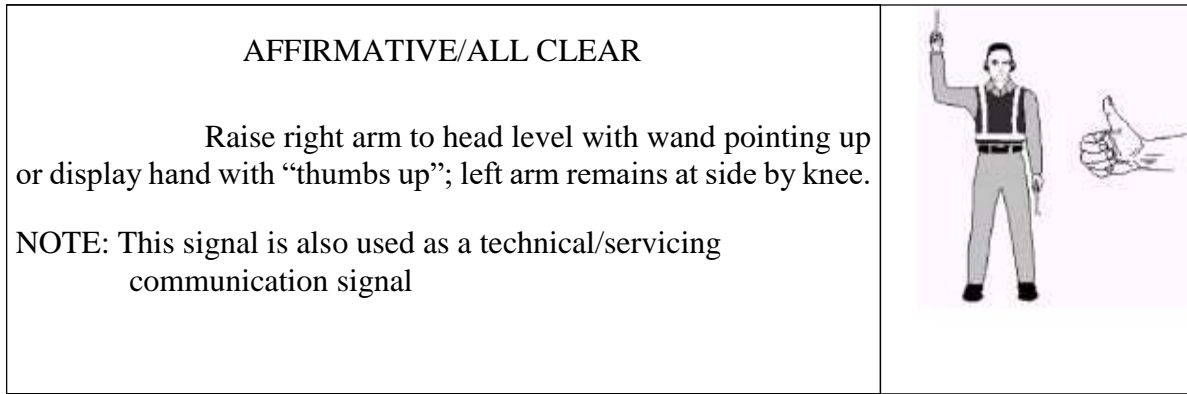 AFFIRMATIVE/ALL CLEAR
Raise right arm to head level with wand pointing up
or display hand with “thumbs up”; left arm remains at side by knee.
NOTE: This signal is also used as a technical/servicing
communication signal